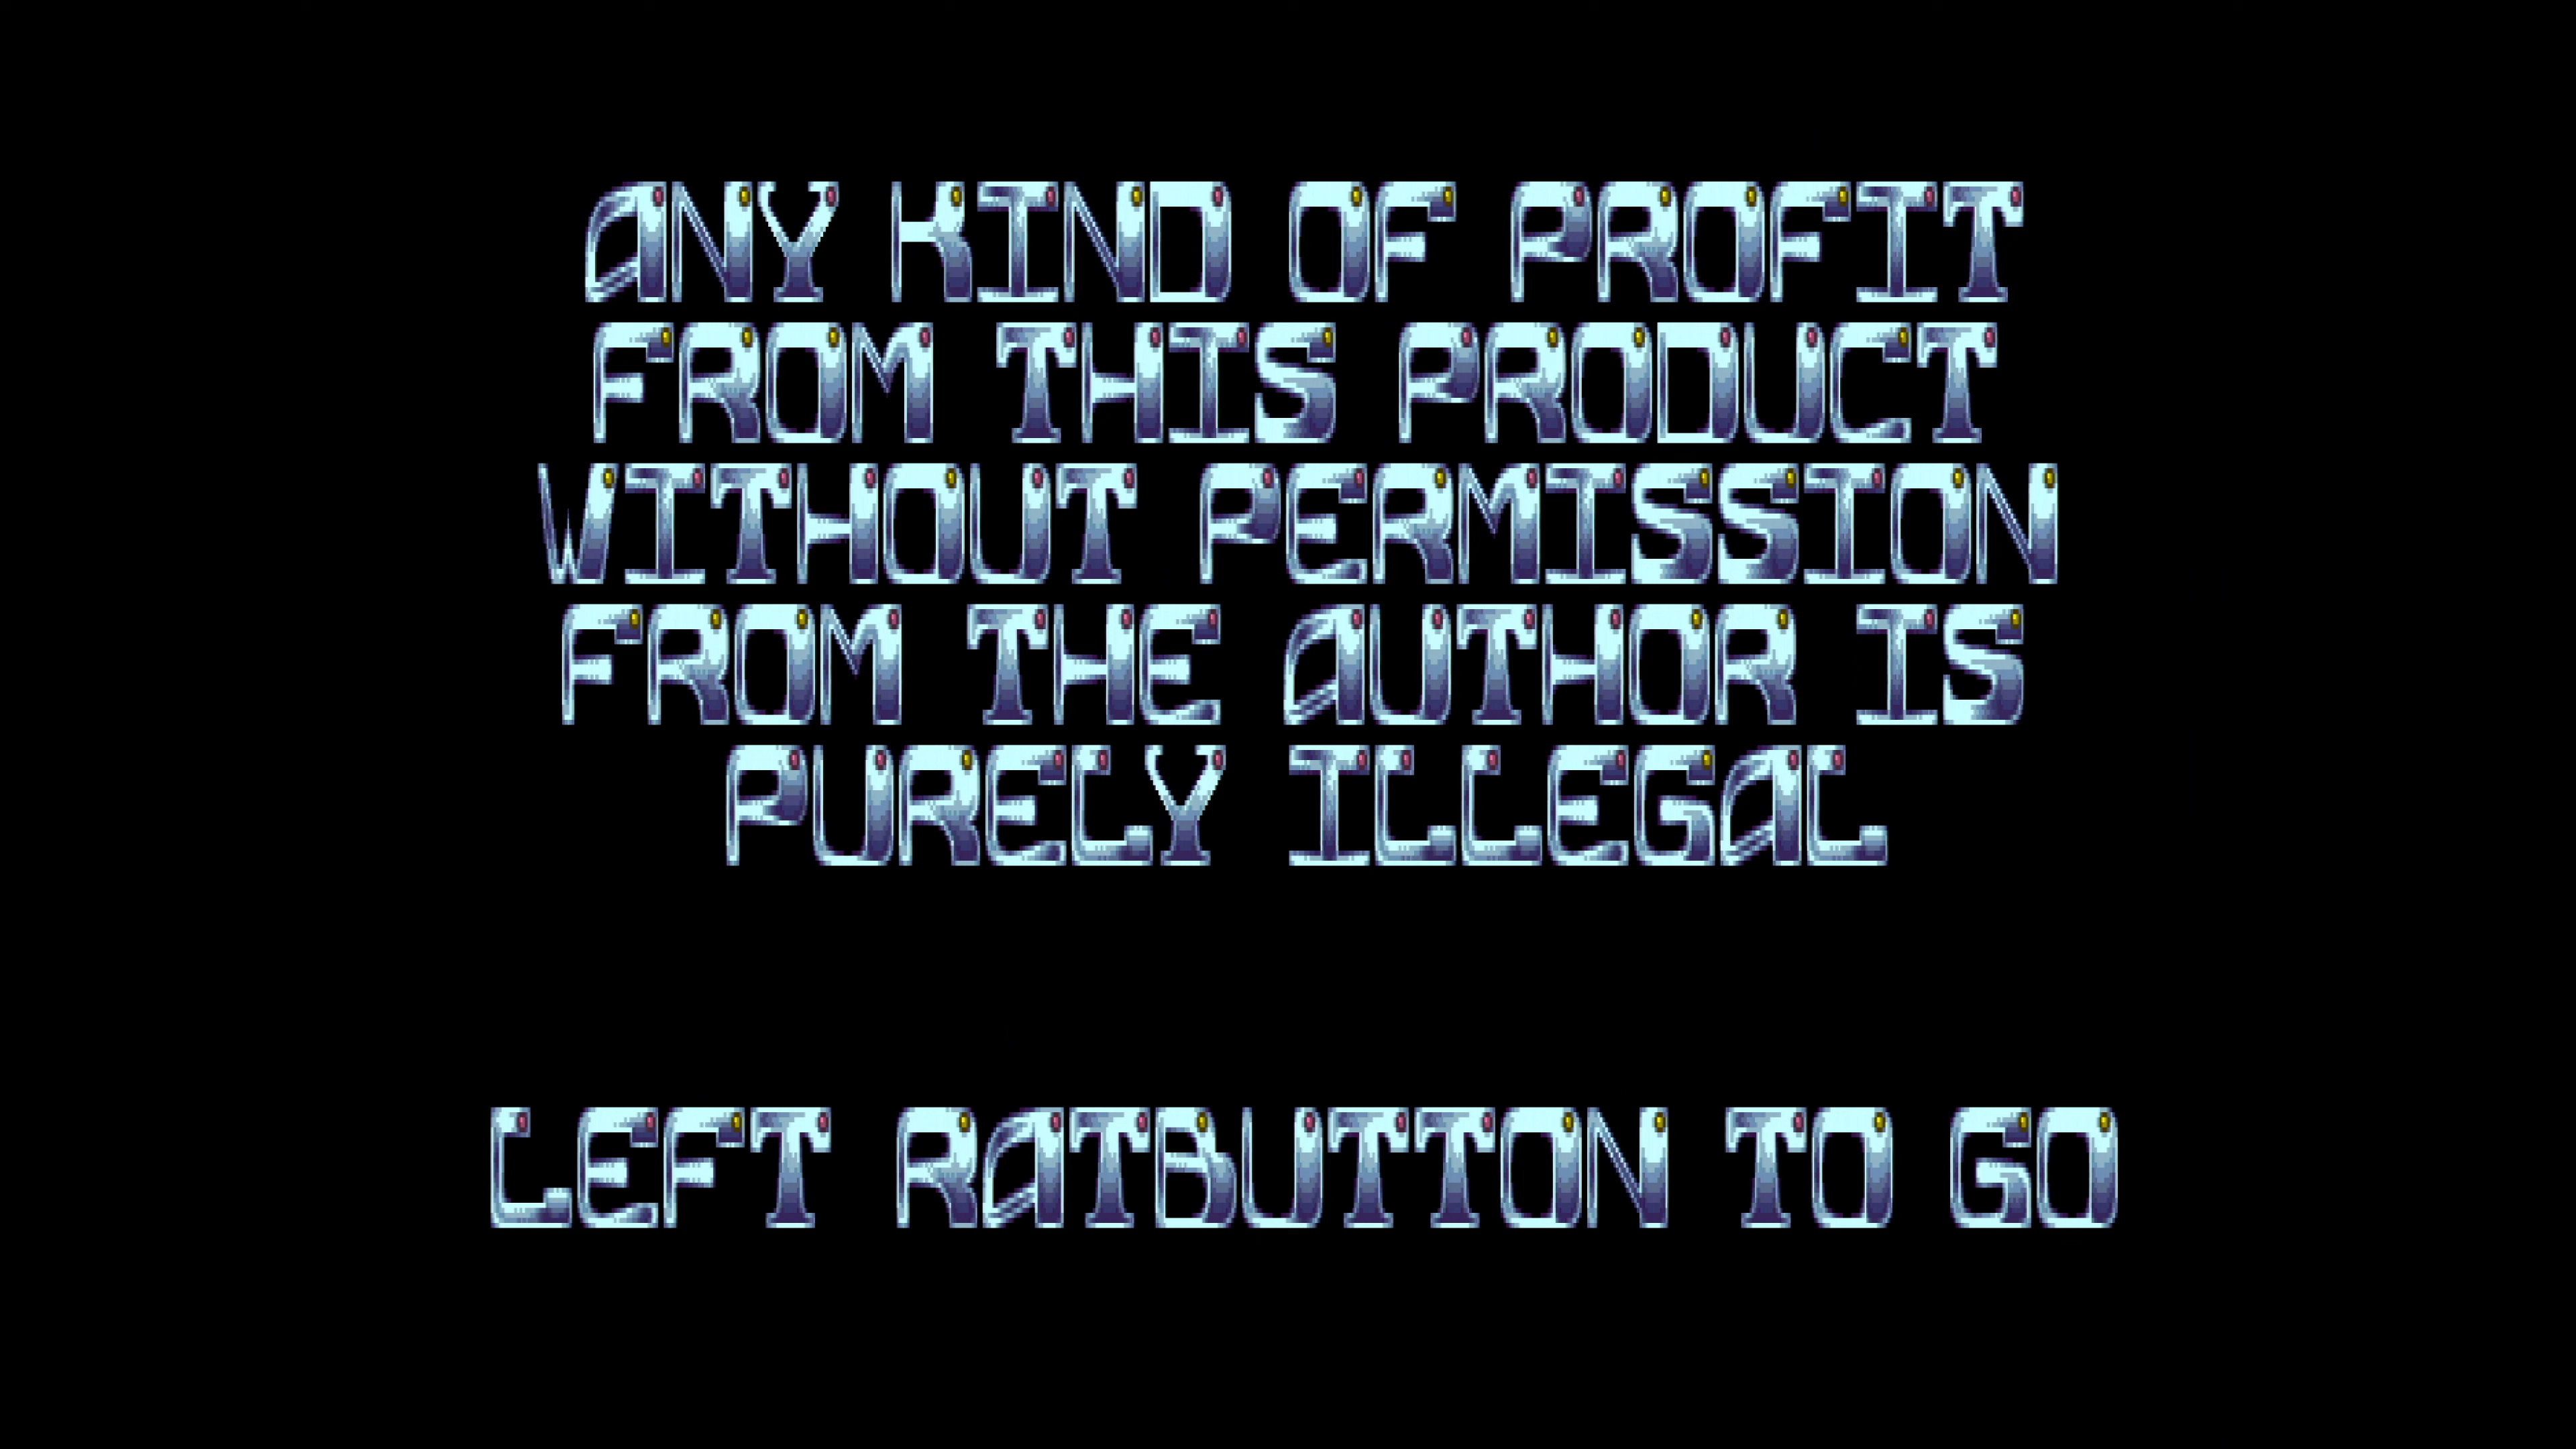 ANY KIND OF PROFIT
FROM THIS PRODUCT
WITHOUT PERMISSION
FROM THE AUTHOR IS
PURELY ILLEGAL
LEFT RATBUTTON TO GO